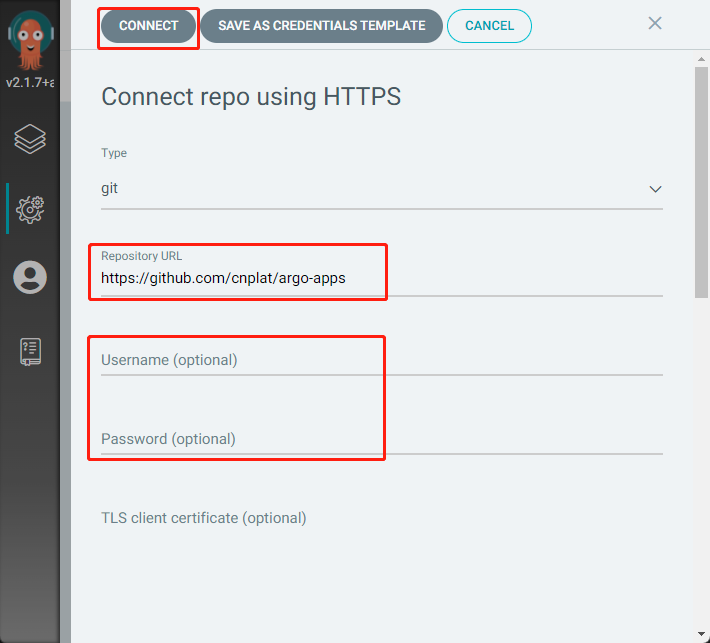 CONNECT
SAVE AS CREDENTIALS TEMPLATE
CANCEL
v2.1.7+a
Connect repo using HTTPS
Type
git
Repository URL
https://github.com/cnplat/argo-apps
Username (optional)
Password (optional)
TLS client certificate (optional)